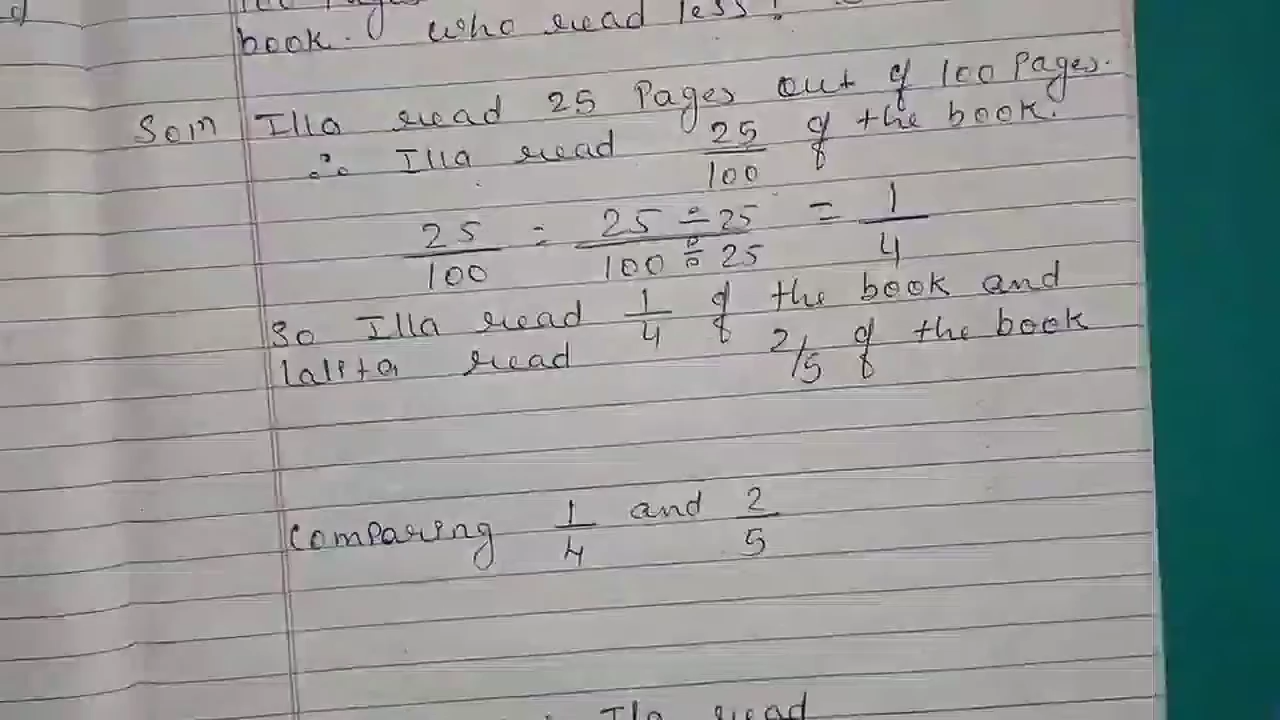 book. who read less?
Som Illa read 25 Pages out of 100 Pages.
∴ Illa read 25/100 of the book.
25/100 = 25 ÷ 25/100 ÷ 25 = 1/4
So Illa read 1/4 of the book and
lalita read 2/5 of the book
comparing 1/4 and 2/5
Ila read